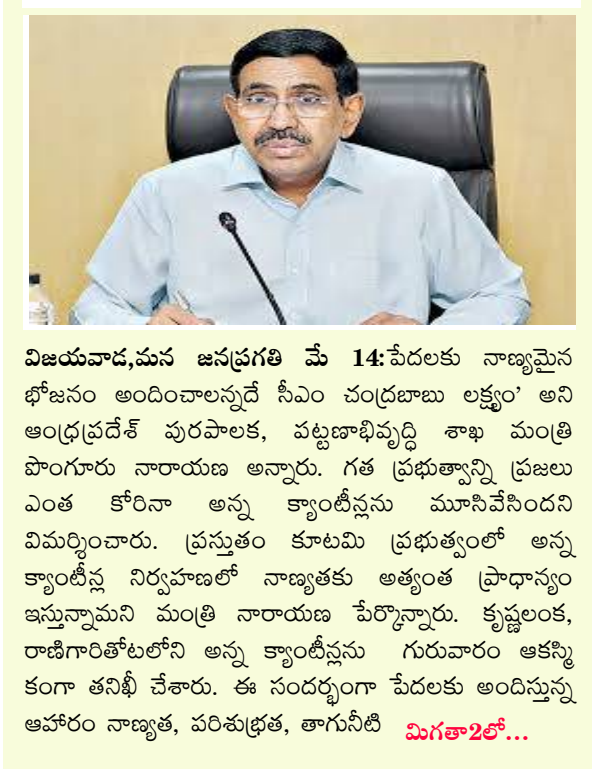 విజయవాడ,మన జనప్రగతి మే 14:పేదలకు నాణ్యమైన
భోజనం అందించాలన్నదే సీఎం చంద్రబాబు లక్ష్యం' అని
ఆంధ్రప్రదేశ్ పురపాలక, పట్టణాభివృద్ధి శాఖ మంత్రి
పొంగూరు నారాయణ అన్నారు. గత ప్రభుత్వాన్ని ప్రజలు
ఎంత కోరినా అన్న క్యాంటీన్లను మూసివేసిందని
విమర్శించారు. ప్రస్తుతం కూటమి ప్రభుత్వంలో అన్న
క్యాంటీన్ల నిర్వహణలో నాణ్యతకు అత్యంత ప్రాధాన్యం
ఇస్తున్నామని మంత్రి నారాయణ పేర్కొన్నారు. కృష్ణలంక,
రాణిగారితోటలోని అన్న క్యాంటీన్లను గురువారం ఆకస్మి
కంగా తనిఖీ చేశారు. ఈ సందర్భంగా పేదలకు అందిస్తున్న
ఆహారం నాణ్యత, పరిశుభ్రత, తాగునీటి మిగతా2లో...